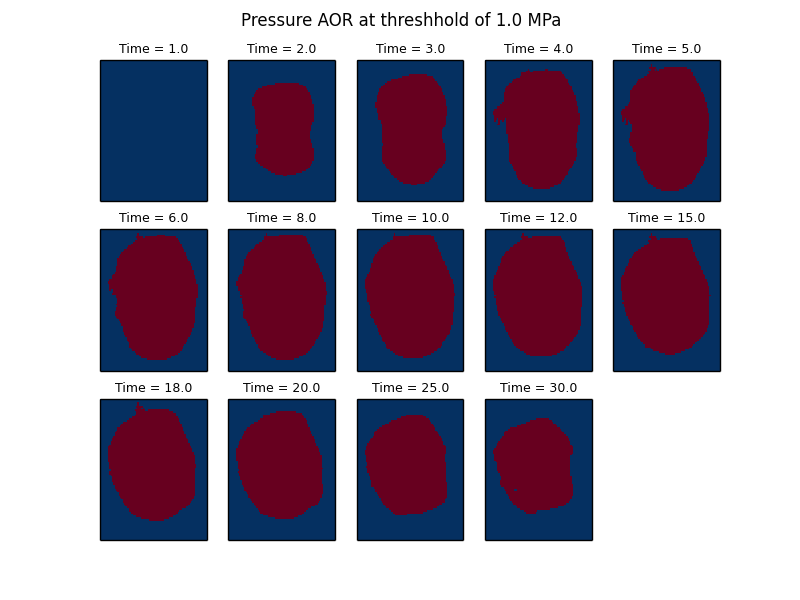 Pressure AOR at threshhold of 1.0 MPa
Time = 1.0
Time = 2.0
Time = 3.0
Time = 4.0
Time = 5.0
Time = 6.0
Time = 8.0
Time = 10.0
Time = 12.0
Time = 15.0
Time = 18.0
Time = 20.0
Time = 25.0
Time = 30.0